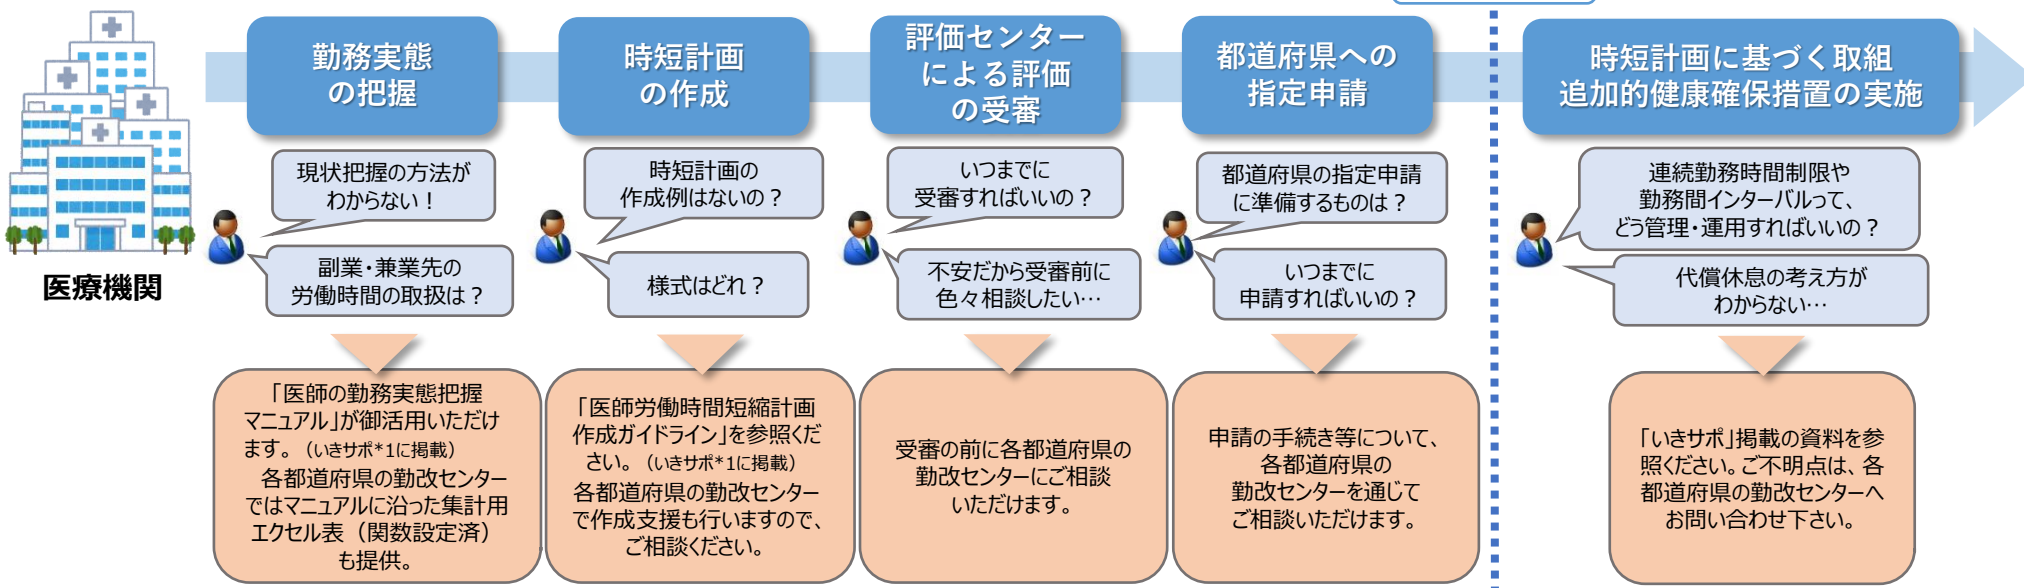 医療機関
勤務実態
の把握
現状把握の方法が
わからない！
副業・兼業先の
労働時間の取扱は？
「医師の勤務実態把握
マニュアル」が御活用いただけ
ます。（いきサポ*1に掲載）
各都道府県の勤改センター
ではマニュアルに沿った集計用
エクセル表（関数設定済）
も提供。
時短計画
の作成
時短計画の
作成例はないの？
様式はどれ？
「医師労働時間短縮計画
作成ガイドライン」を参照くだ
さい。（いきサポ*1に掲載）
各都道府県の勤改センター
で作成支援も行いますので、
ご相談ください。
評価センター
による評価
の受審
いつまでに
受審すればいいの？
不安だから受審前に
色々相談したい…
受審の前に各都道府県の
勤改センターにご相談
いただけます。
都道府県への
指定申請
都道府県の指定申請
に準備するものは？
いつまでに
申請すればいいの？
申請の手続き等について、
各都道府県の
勤改センターを通じて
ご相談いただけます。
時短計画に基づく取組
追加的健康確保措置の実施
連続勤務時間制限や
勤務間インターバルって、
どう管理・運用すればいいの？
代償休息の考え方が
わからない…
「いきサポ」掲載の資料を参
照ください。ご不明点は、各
都道府県の勤改センターへ
お問い合わせ下さい。